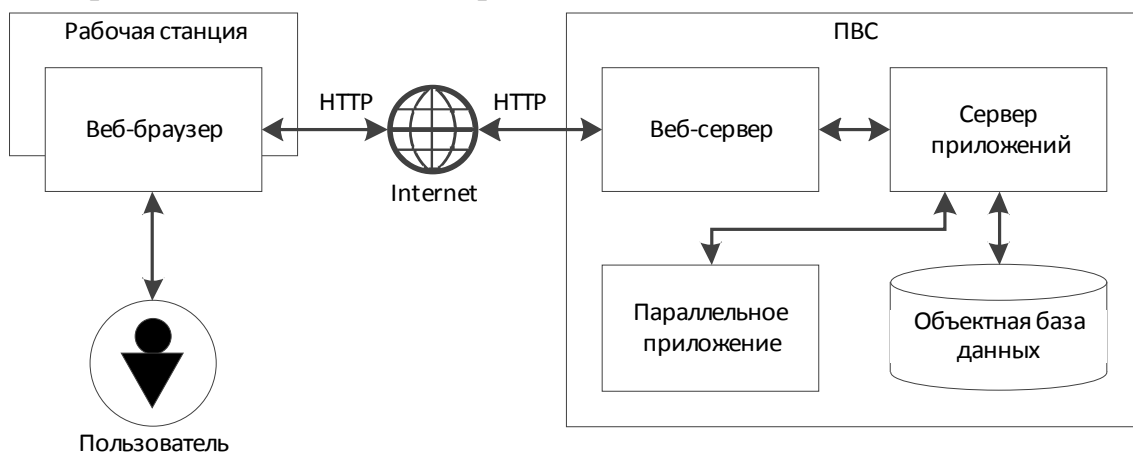 Рабочая станция
Веб-браузер
HTTP
Internet
HTTP
ПВС
Веб-сервер
Сервер
приложений
Параллельное
приложение
Объектная база
данных
Пользователь